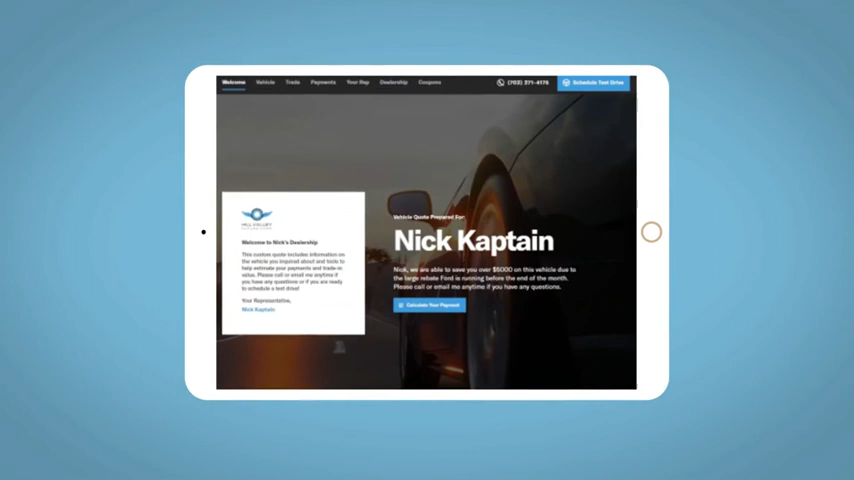 Welcome Vehicle Trade Payments Your Rep Dealership Coupons (702) 371-4176 Schedule Test Drive
HILL VALLEY
Welcome to Nick's Dealership
This custom quote includes information on
the vehicle you inquired about and tools to
help estimate your payments and trade-in
value. Please call or email me anytime if
you have any questions or if you are ready
to schedule a test drive!
Your Representative,
Nick Kaptain
Vehicle Quote Prepared For:
Nick Kaptain
Nick, we are able to save you over $5000 on this vehicle due to
the large rebate Ford is running before the end of the month.
Please call or email me anytime if you have any questions.
Calculate Your Payment